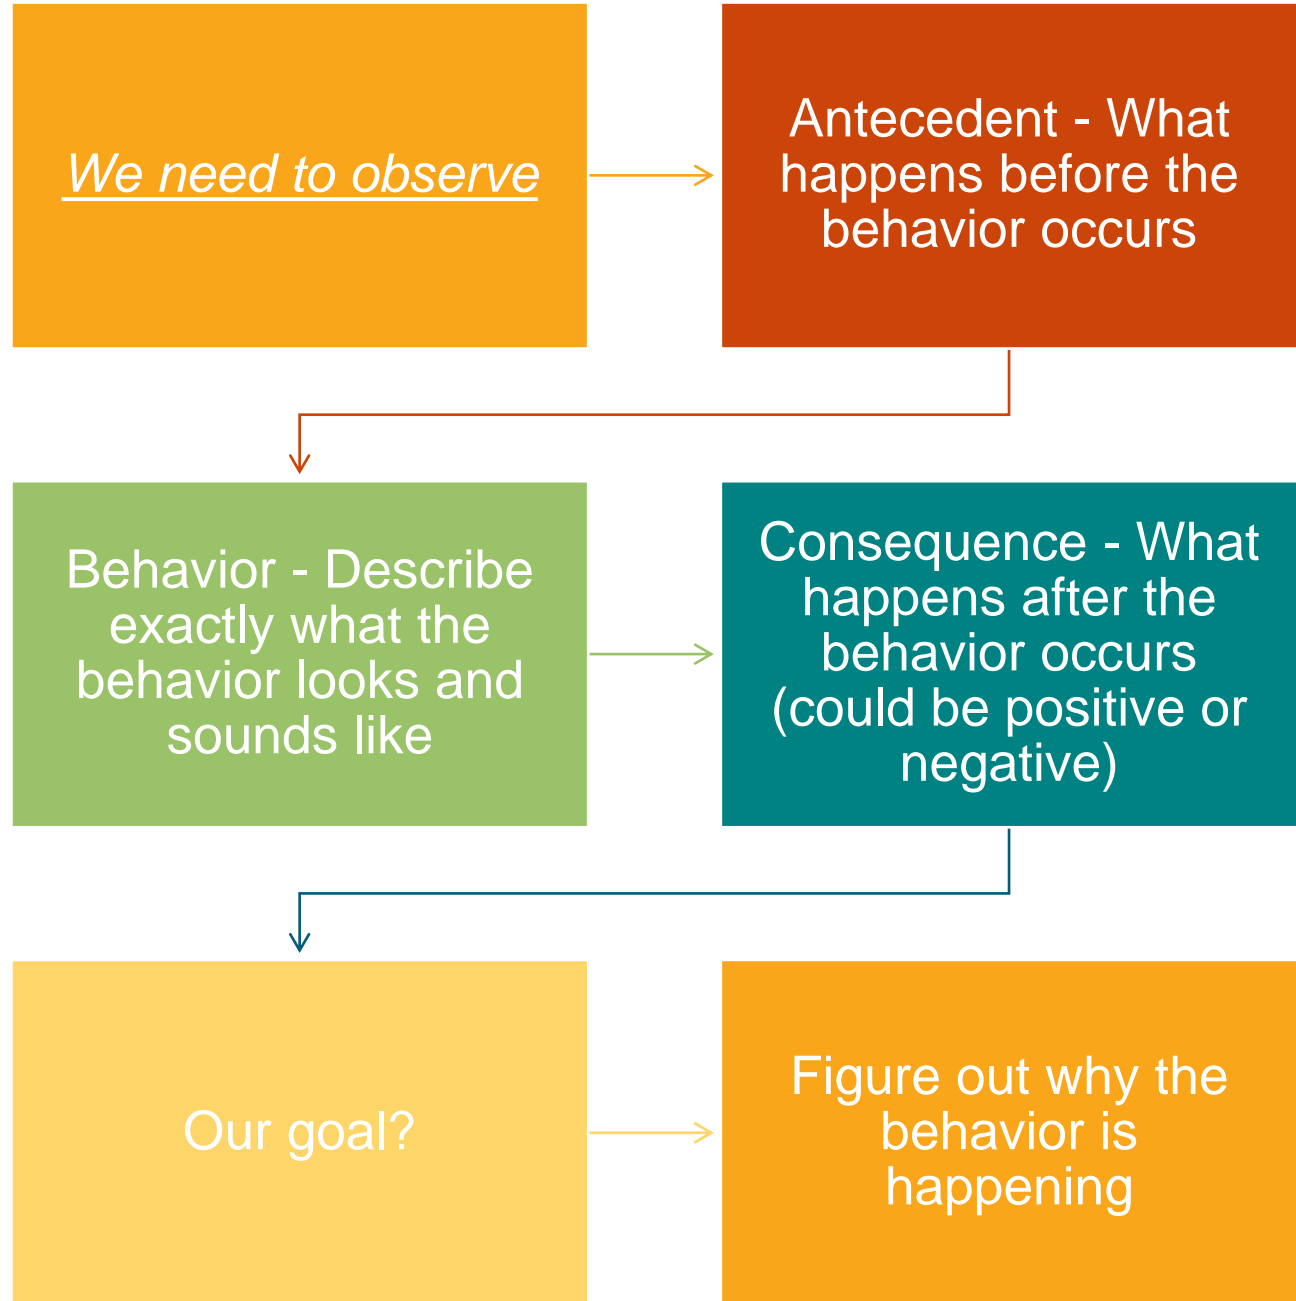 We need to observe
Antecedent - What
happens before the
behavior occurs
Behavior - Describe
exactly what the
behavior looks and
sounds like
Consequence - What
happens after the
behavior occurs
(could be positive or
negative)
Our goal?
Figure out why the
behavior is
happening